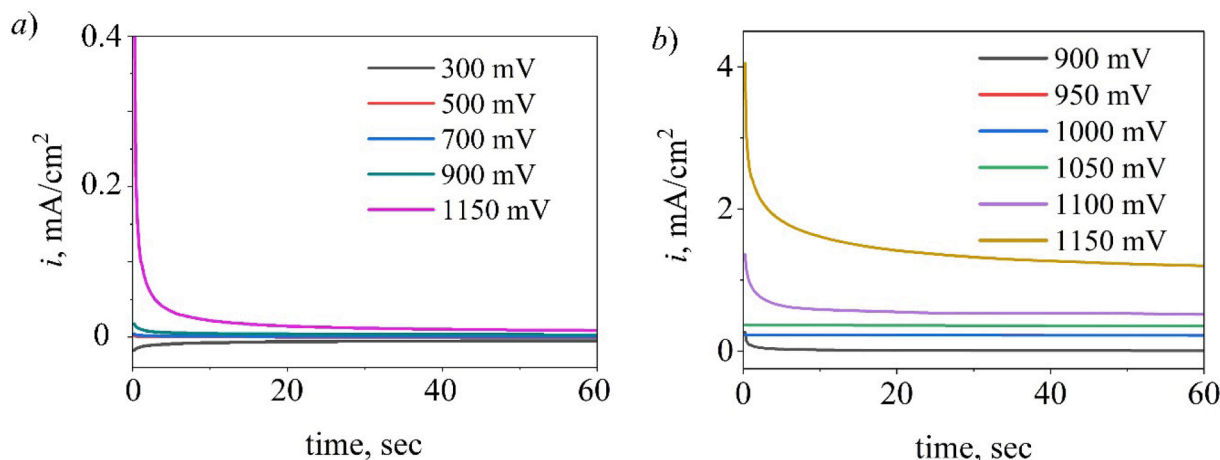 a)
i, mA/cm²
0.4
0.2
0
300 mV
500 mV
700 mV
900 mV
1150 mV
0
20
40
60
time, sec
b)
i, mA/cm²
4
2
0
900 mV
950 mV
1000 mV
1050 mV
1100 mV
1150 mV
0
20
40
60
time, sec